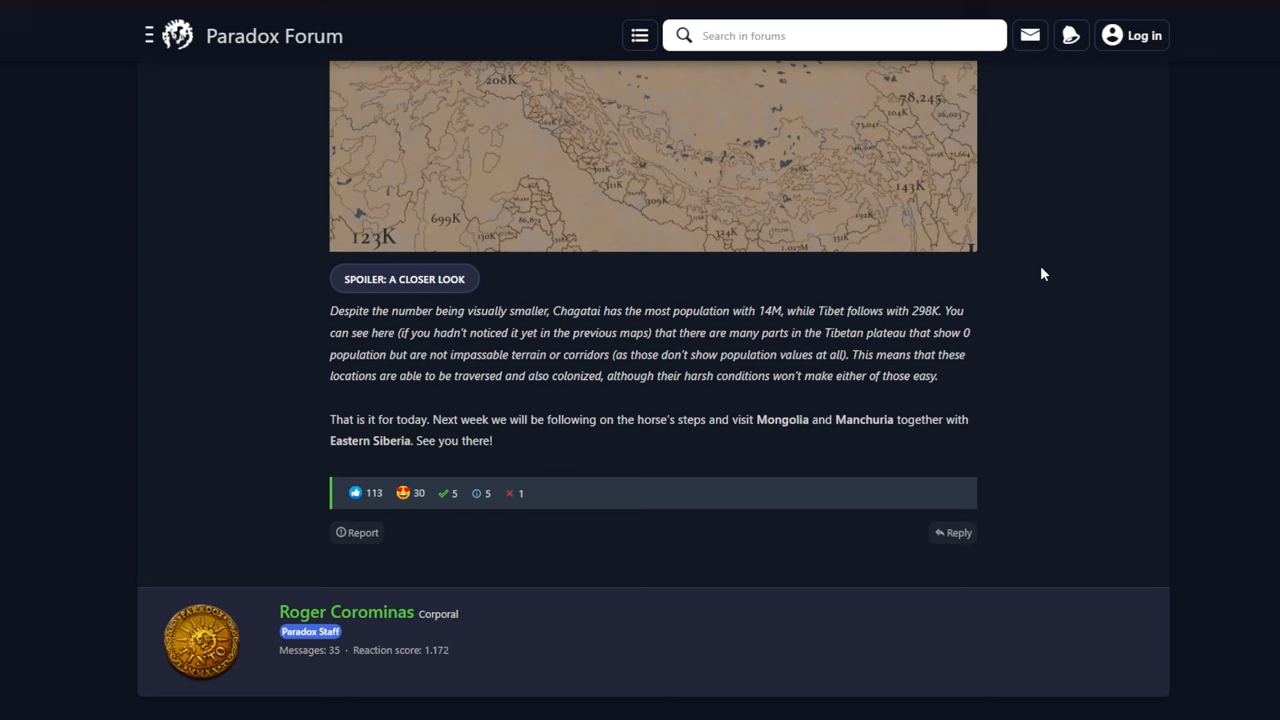 Paradox Forum
Search in forums
Log in
208K
78,245
104K
26,023
309K
143K
699K
123K
324K
SPOILER: A CLOSER LOOK
Despite the number being visually smaller, Chagatai has the most population with 14M, while Tibet follows with 298K. You
can see here (if you hadn't noticed it yet in the previous maps) that there are many parts in the Tibetan plateau that show 0
population but are not impassable terrain or corridors (as those don't show population values at all). This means that these
locations are able to be traversed and also colonized, although their harsh conditions won't make either of those easy.
That is it for today. Next week we will be following on the horse's steps and visit Mongolia and Manchuria together with
Eastern Siberia. See you there!
113 30 5 5 1
Report Reply
Roger Corominas Corporal
Paradox Staff
Messages: 35 · Reaction score: 1.172
PARADOX
TINTO